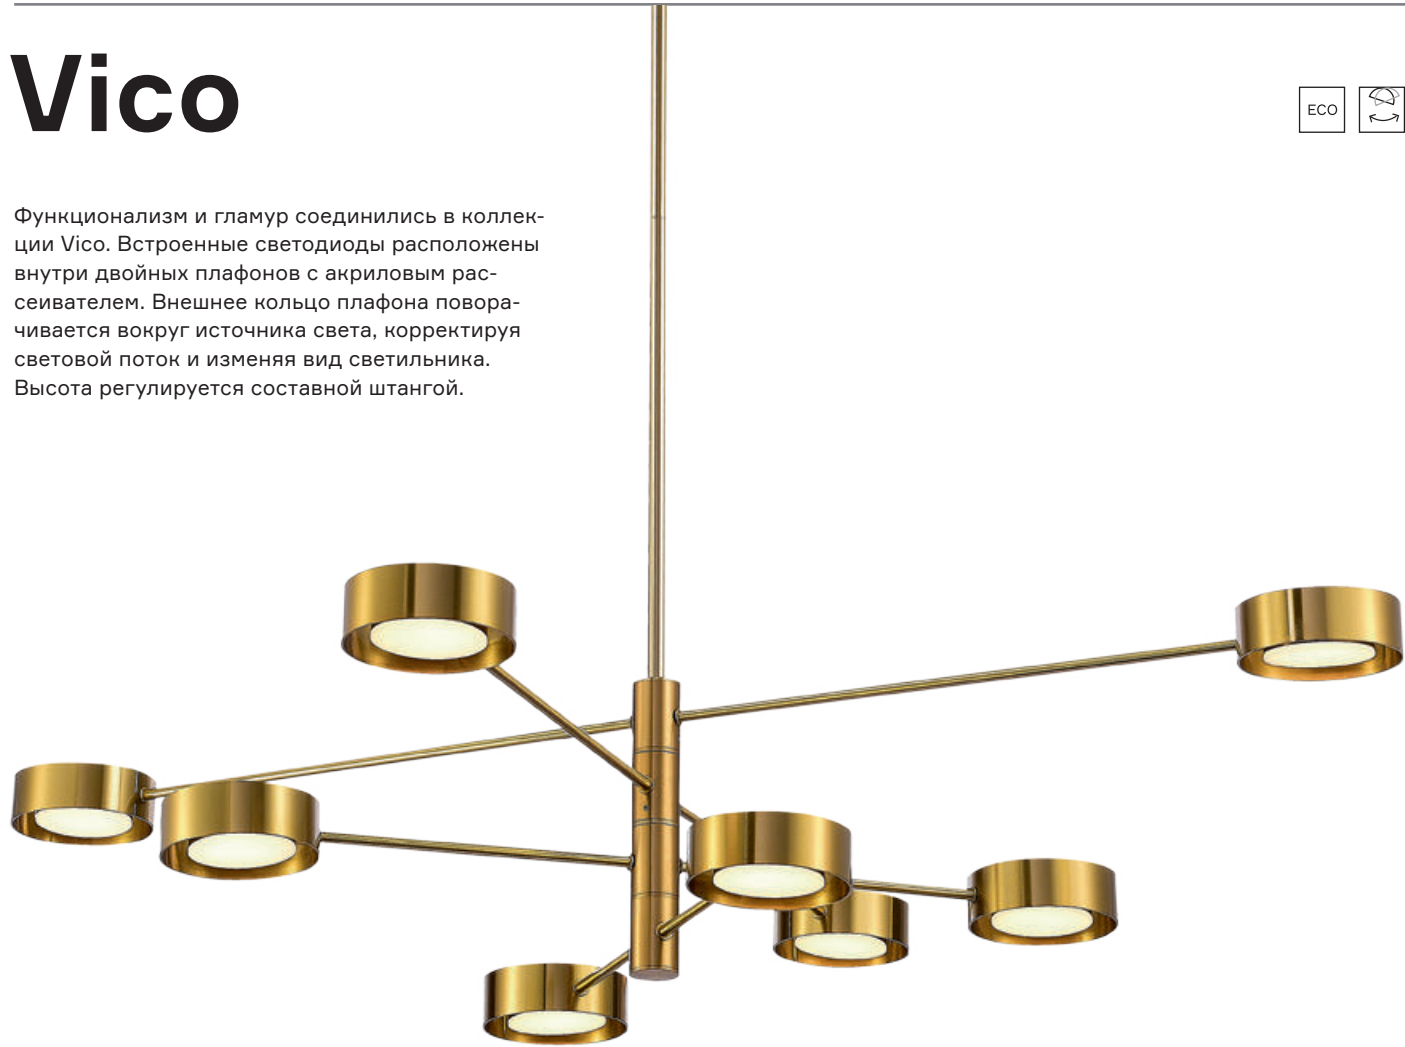 Vico
ECO
Функционализм и гламур соединились в коллек-
ции Vico. Встроенные светодиоды расположены
внутри двойных плафонов с акриловым рас-
сеивателем. Внешнее кольцо плафона повора-
чивается вокруг источника света, корректируя
световой поток и изменяя вид светильника.
Высота регулируется составной штангой.